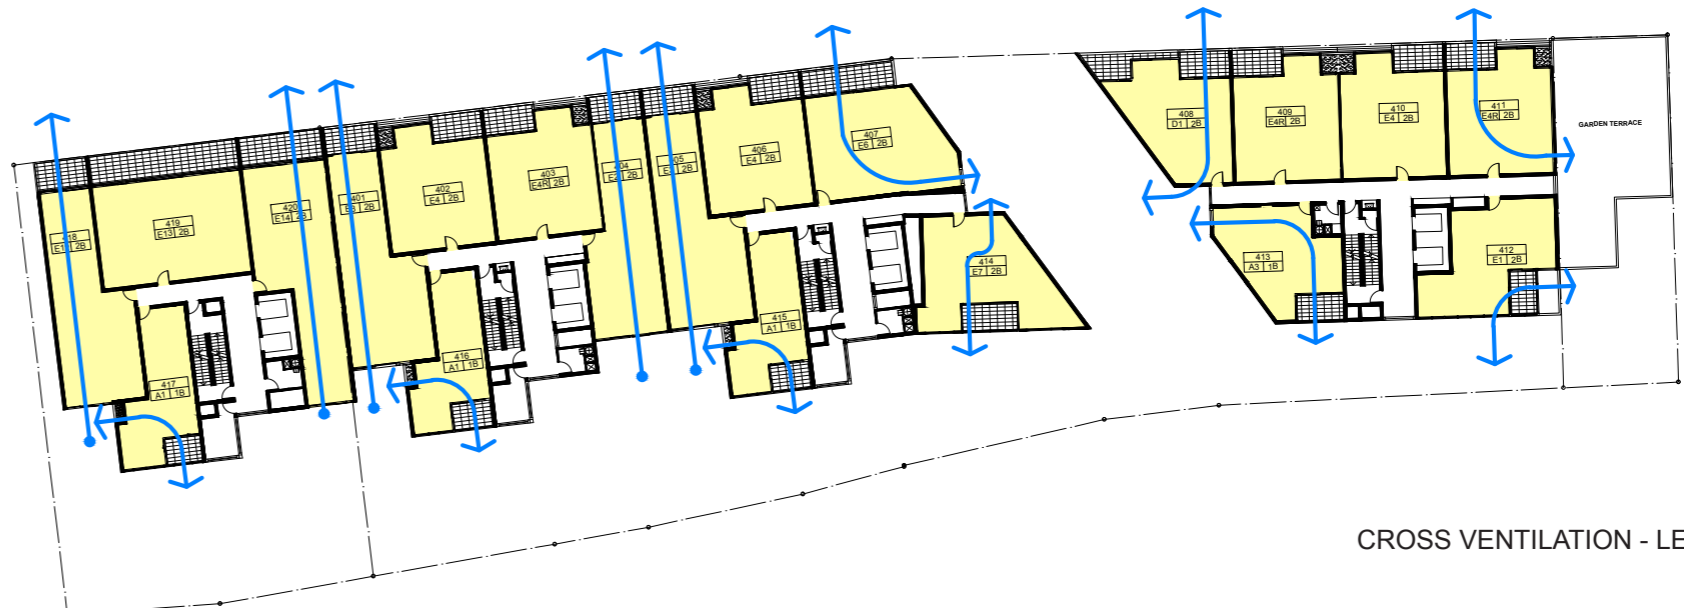 408
D1 2B
409
E4R 2B
410
E4 2B
411
E4R 2B
GARDEN TERRACE
407
E6 2B
406
E4 2B
405
2B
404
2B
403
E4R 2B
402
E4 2B
401
2B
420
E14 2B
419
E13 2B
418
2B
412
E1 2B
413
A3 1B
414
E7 2B
415
A1 1B
416
A1 1B
417
A1 1B
CROSS VENTILATION - LE